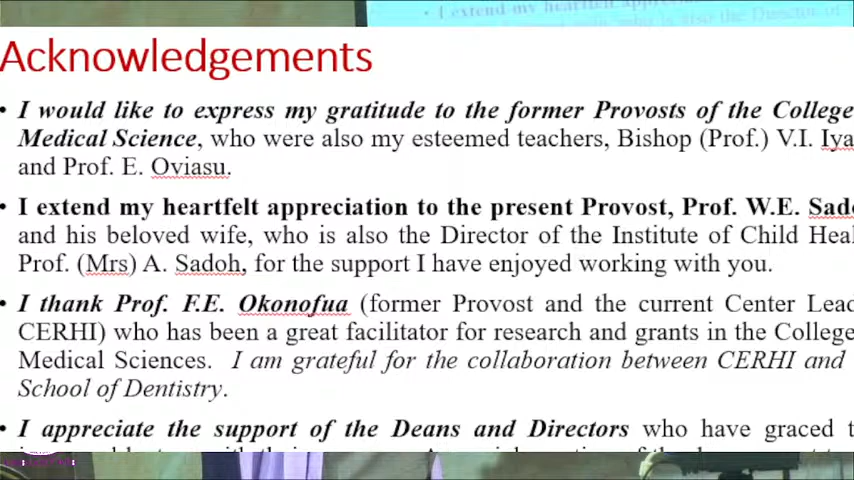 Acknowledgements
• I would like to express my gratitude to the former Provosts of the College
Medical Science, who were also my esteemed teachers, Bishop (Prof.) V.I. Iya
and Prof. E. Oviasu.
• I extend my heartfelt appreciation to the present Provost, Prof. W.E. Sado
and his beloved wife, who is also the Director of the Institute of Child Heal
Prof. (Mrs) A. Sadoh, for the support I have enjoyed working with you.
• I thank Prof. F.E. Okonofua (former Provost and the current Center Lead
CERHI) who has been a great facilitator for research and grants in the College
Medical Sciences. I am grateful for the collaboration between CERHI and
School of Dentistry.
• I appreciate the support of the Deans and Directors who have graced t